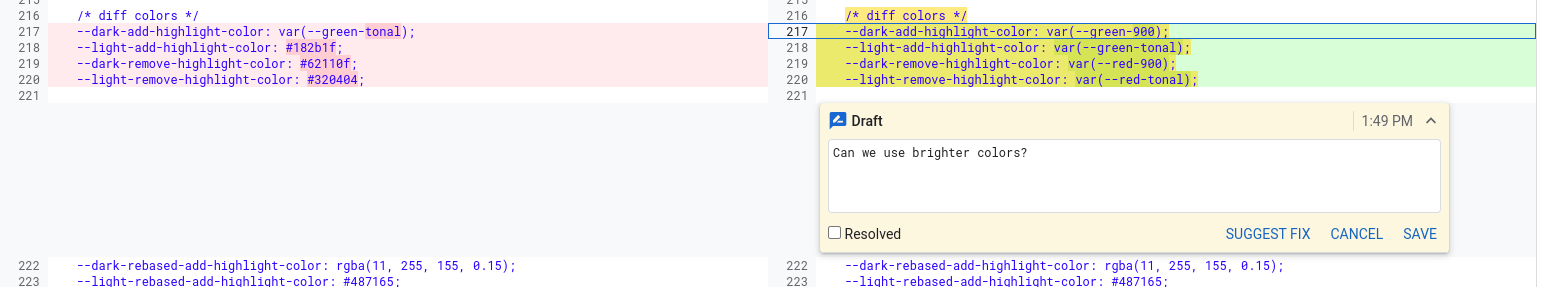 216 /* diff colors */
217 --dark-add-highlight-color: var(--green-tonal);
218 --light-add-highlight-color: #182b1f;
219 --dark-remove-highlight-color: #62110f;
220 --light-remove-highlight-color: #320404;
221
222 --dark-rebased-add-highlight-color: rgba(11, 255, 155, 0.15);
223 --light-rebased-add-highlight-color: #487165;
216 /* diff colors */
217 --dark-add-highlight-color: var(--green-900);
218 --light-add-highlight-color: var(--green-tonal);
219 --dark-remove-highlight-color: var(--red-900);
220 --light-remove-highlight-color: var(--red-tonal);
221
Draft 1:49 PM
Can we use brighter colors?
Resolved SUGGEST FIX CANCEL SAVE
222 --dark-rebased-add-highlight-color: rgba(11, 255, 155, 0.15);
223 --light-rebased-add-highlight-color: #487165;